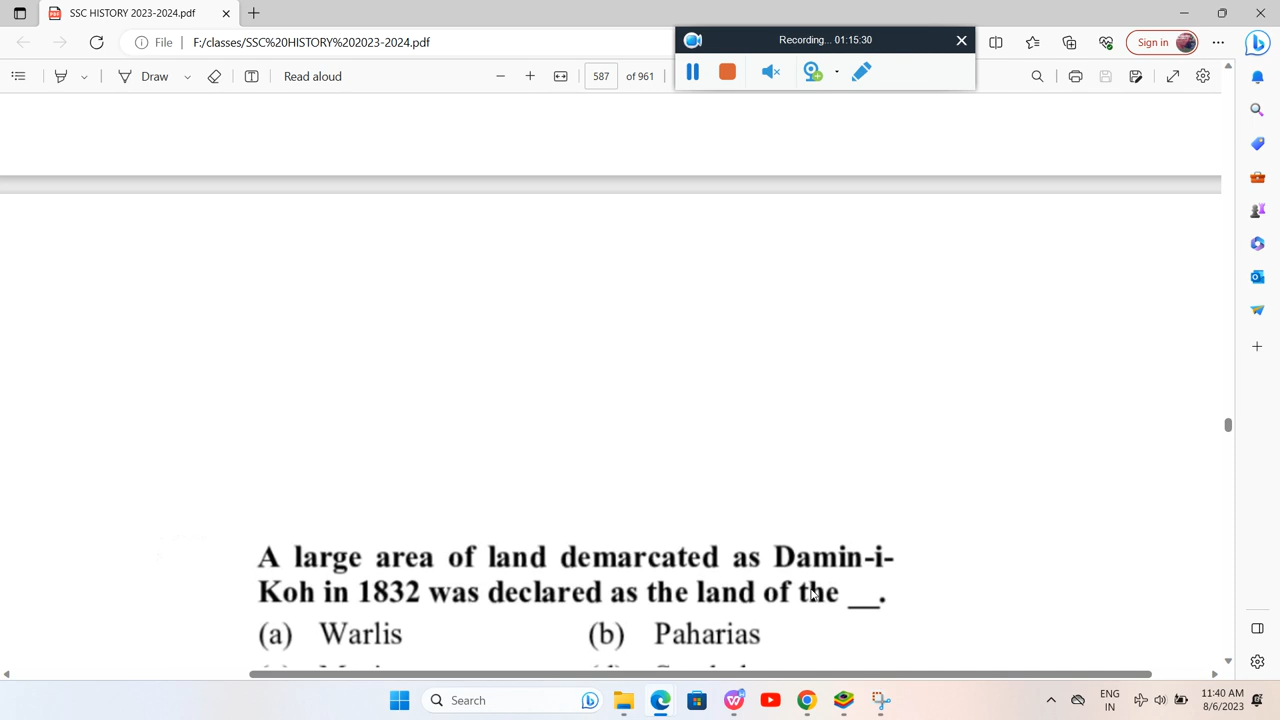 SSC HISTORY 2023-2024.pdf
File F:/classes/SSC%20HISTORY%202023-2024.pdf
Recording... 01:15:30
Sign in
Draw
Read aloud
587 of 961
A large area of land demarcated as Damin-i-
Koh in 1832 was declared as the land of the __.
(a) Warlis (b) Paharias
Search
ENG
IN
11:40 AM
8/6/2023